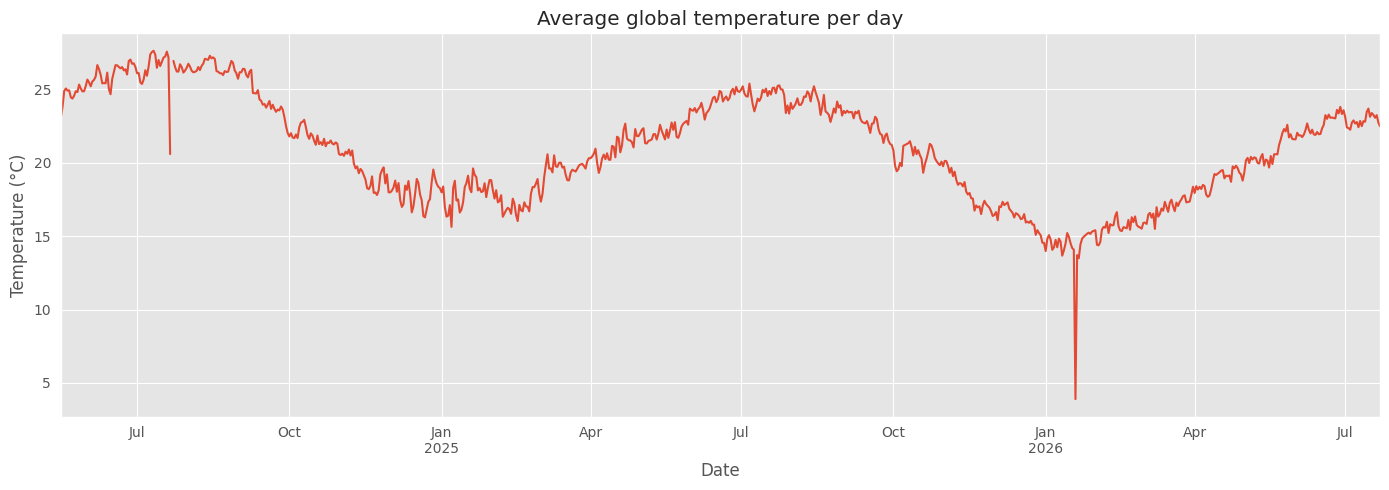 Average global temperature per day
Temperature (°C)
25
20
15
10
5
Jul
Oct
Jan
2025
Apr
Jul
Oct
Jan
2026
Apr
Jul
Date